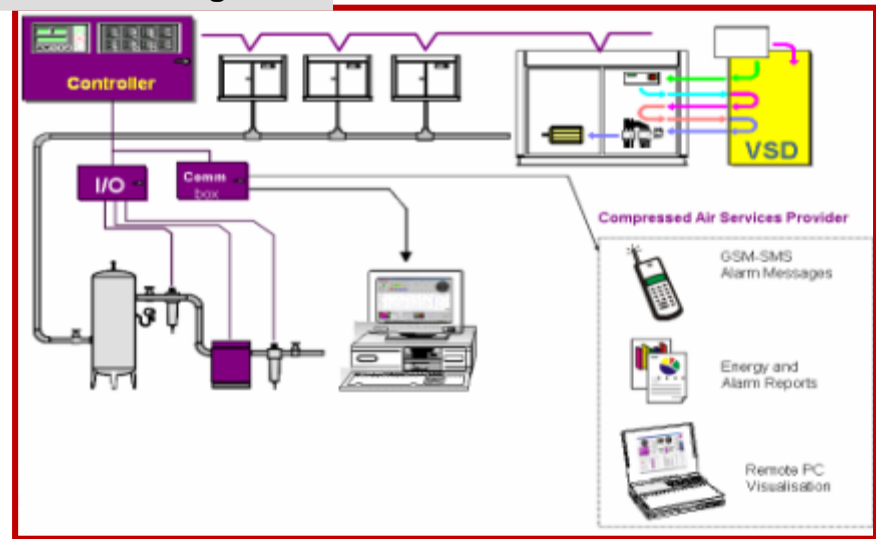 Controller
VSD
I/O
Comm
box
Compressed Air Services Provider
GSM-SMS
Alarm Messages
Energy and
Alarm Reports
Remote PC
Visualisation